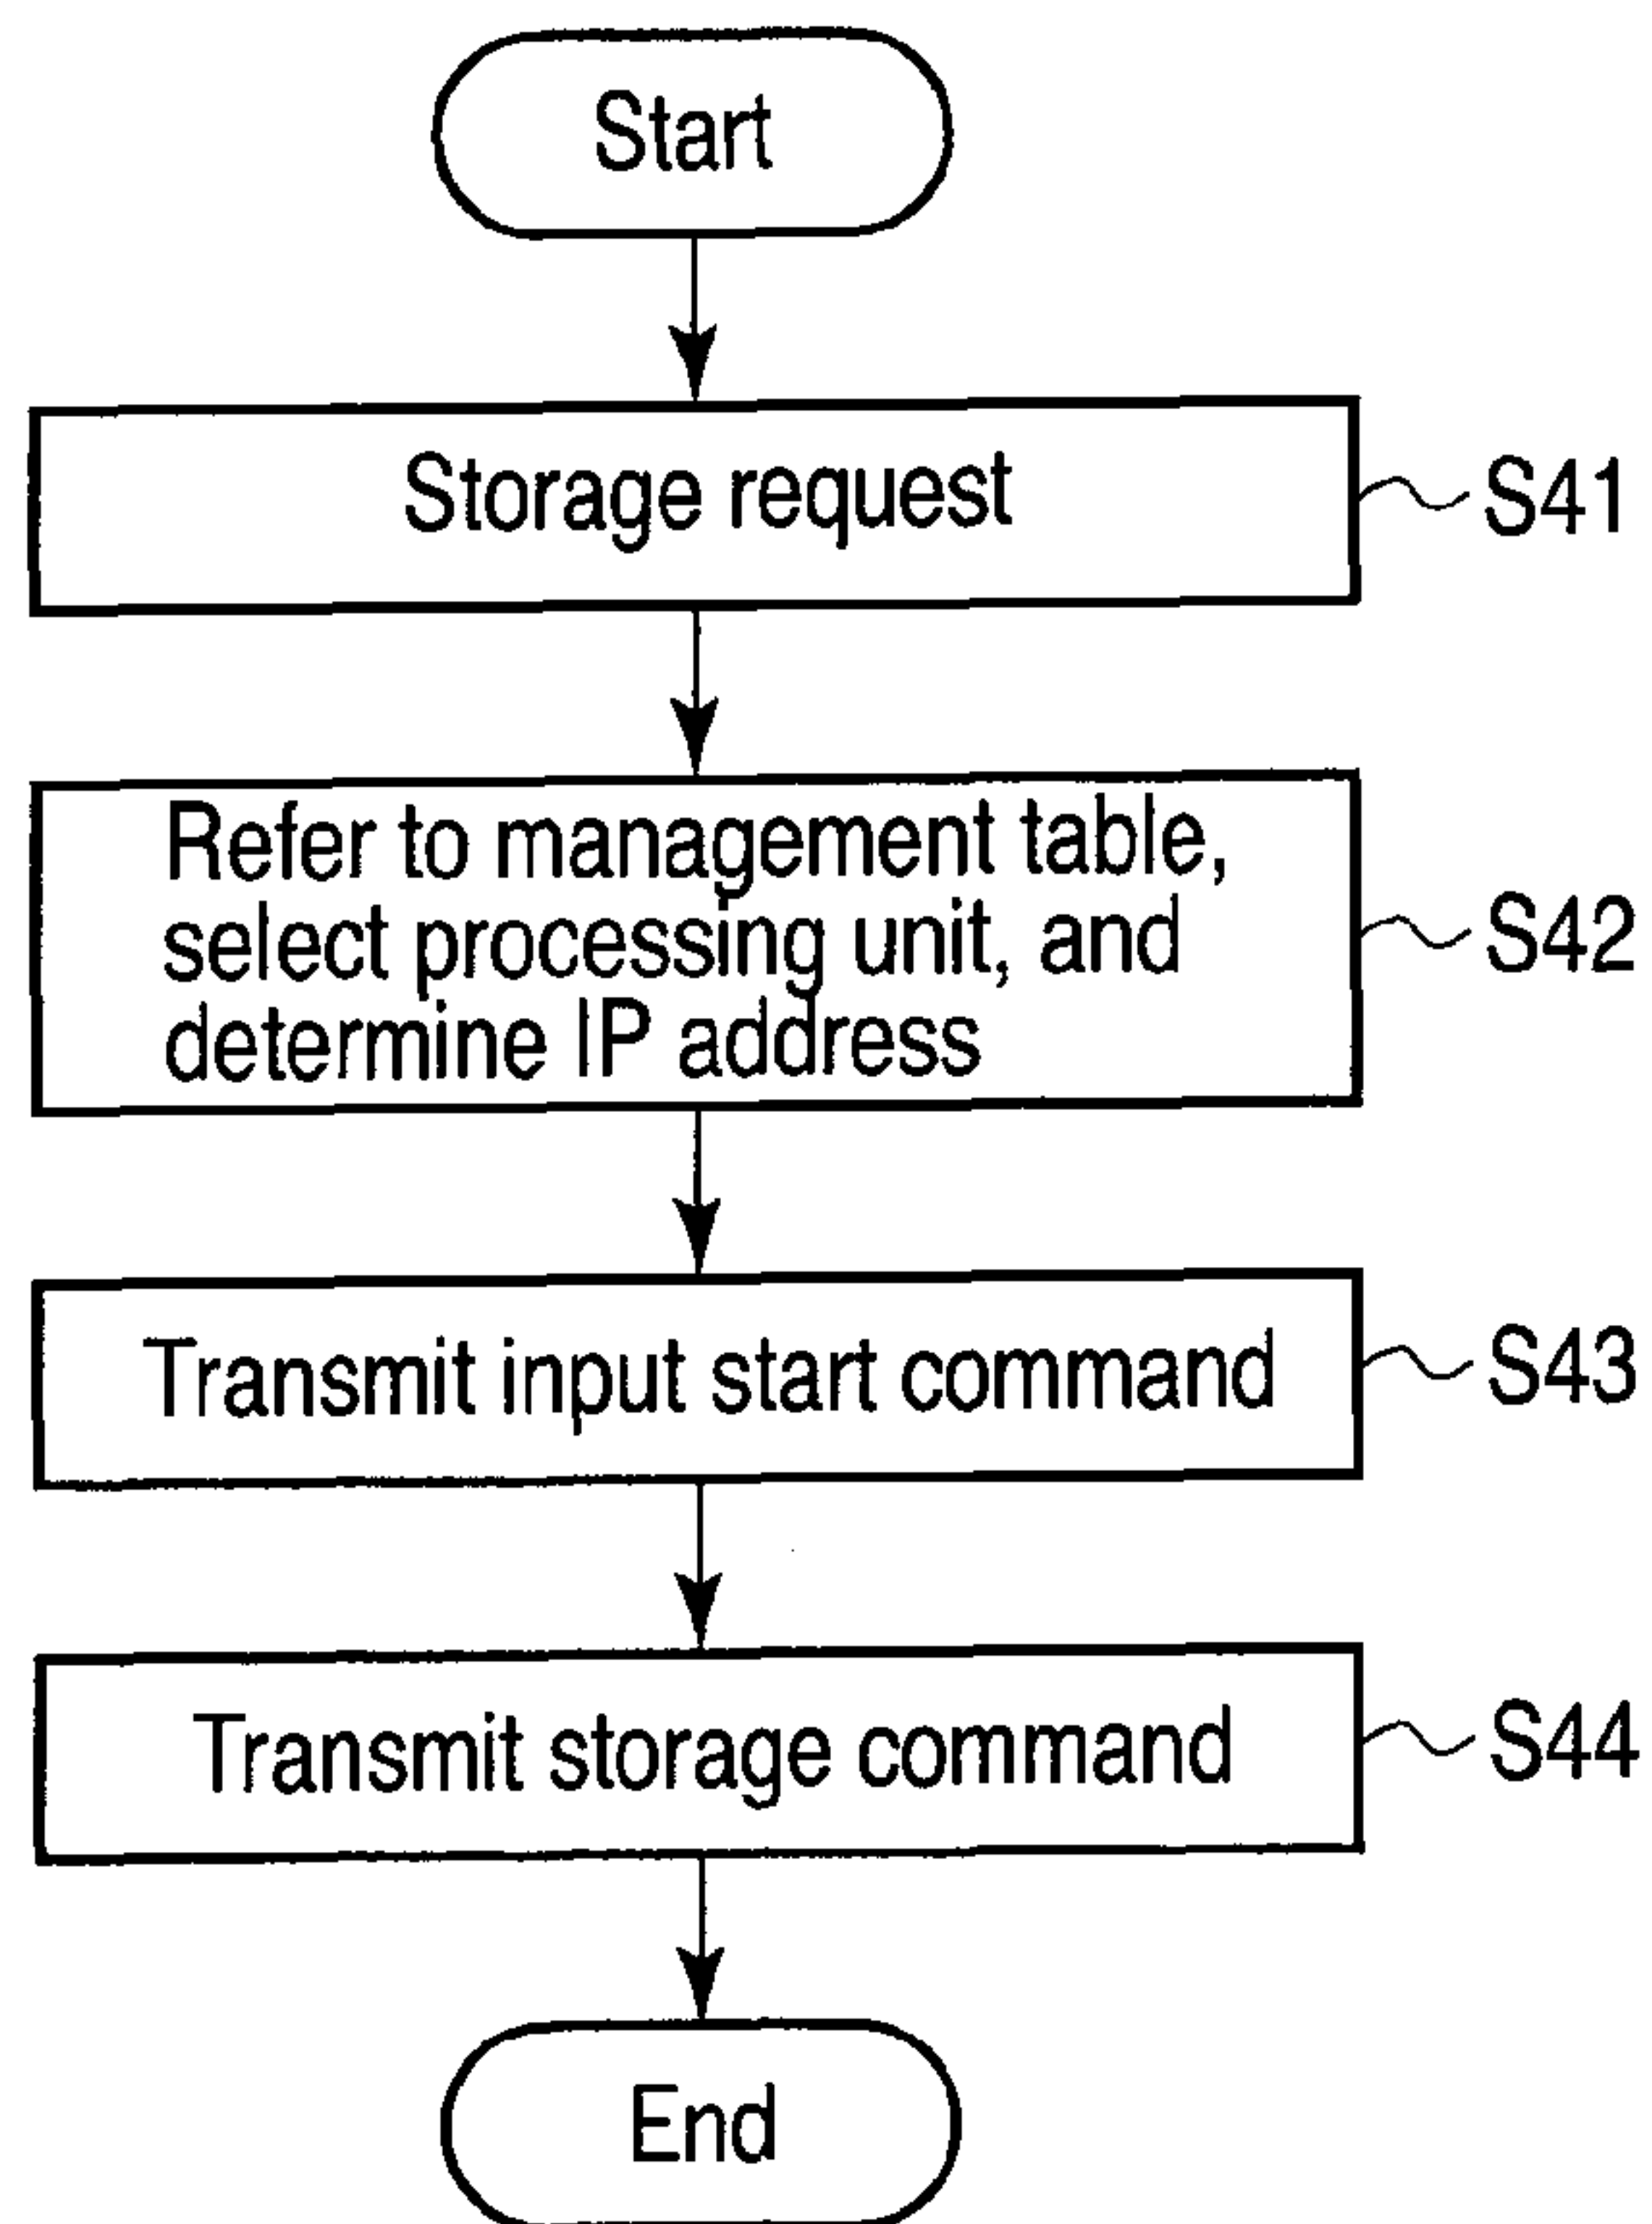 Start
Storage request
S41
Refer to management table,
select processing unit, and
determine IP address
S42
Transmit input start command
S43
Transmit storage command
S44
End